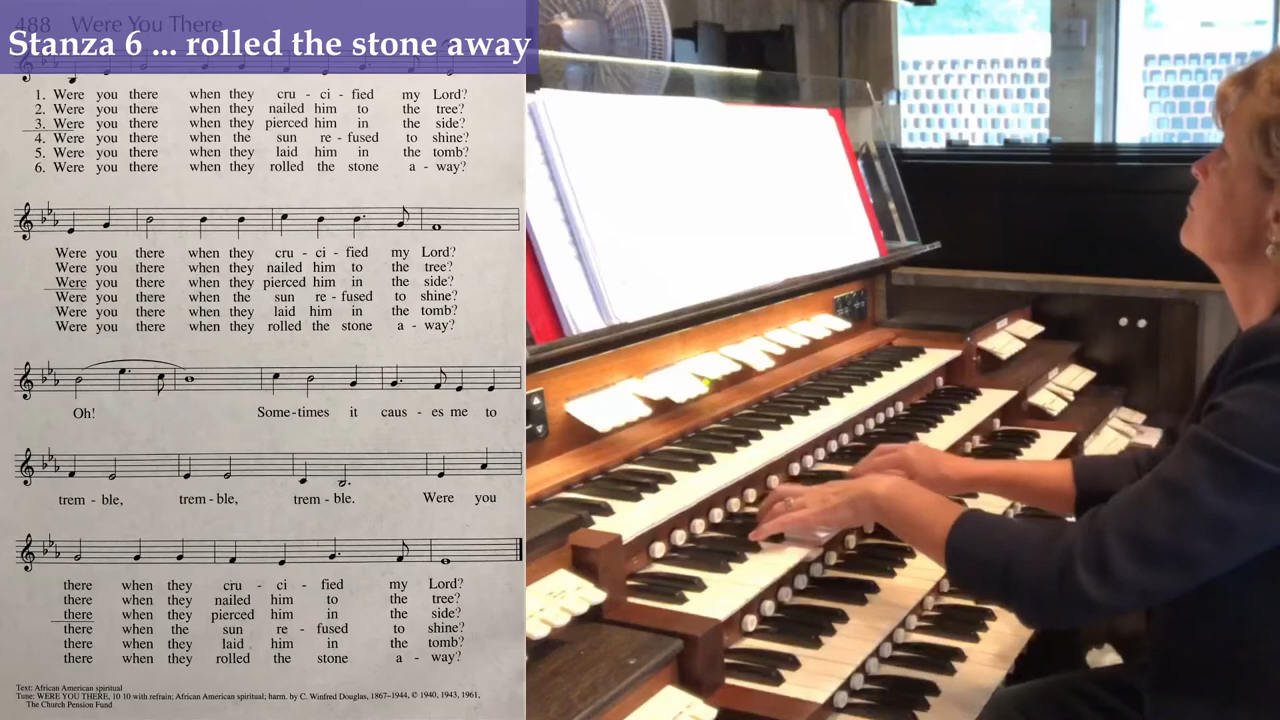 488 Were You There
Stanza 6 ... rolled the stone away
1. Were you there when they cru - ci - fied my Lord?
2. Were you there when they nailed him to the tree?
3. Were you there when they pierced him in the side?
4. Were you there when the sun re - fused to shine?
5. Were you there when they laid him in the tomb?
6. Were you there when they rolled the stone a - way?
Were you there when they cru - ci - fied my Lord?
Were you there when they nailed him to the tree?
Were you there when they pierced him in the side?
Were you there when the sun re - fused to shine?
Were you there when they laid him in the tomb?
Were you there when they rolled the stone a - way?
Oh! Some - times it caus - es me to
trem - ble, trem - ble, trem - ble. Were you
there when they cru - ci - fied my Lord?
there when they nailed him to the tree?
there when they pierced him in the side?
there when the sun re - fused to shine?
there when they laid him in the tomb?
there when they rolled the stone a - way?
Text: African American spiritual
Tune: WERE YOU THERE, 10 10 with refrain; African American spiritual; harm. by C. Winfred Douglas, 1867–1944, © 1940, 1943, 1961,
The Church Pension Fund